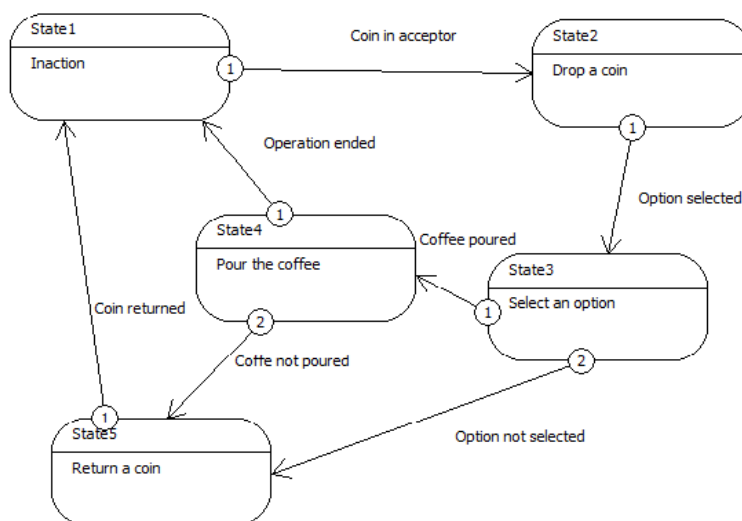 State1
Inaction
1
Coin in acceptor
State2
Drop a coin
1
Operation ended
Option selected
1
State4
Pour the coffee
2
Coffee poured
State3
Select an option
1
2
Coin returned
Coffe not poured
Option not selected
1
State5
Return a coin